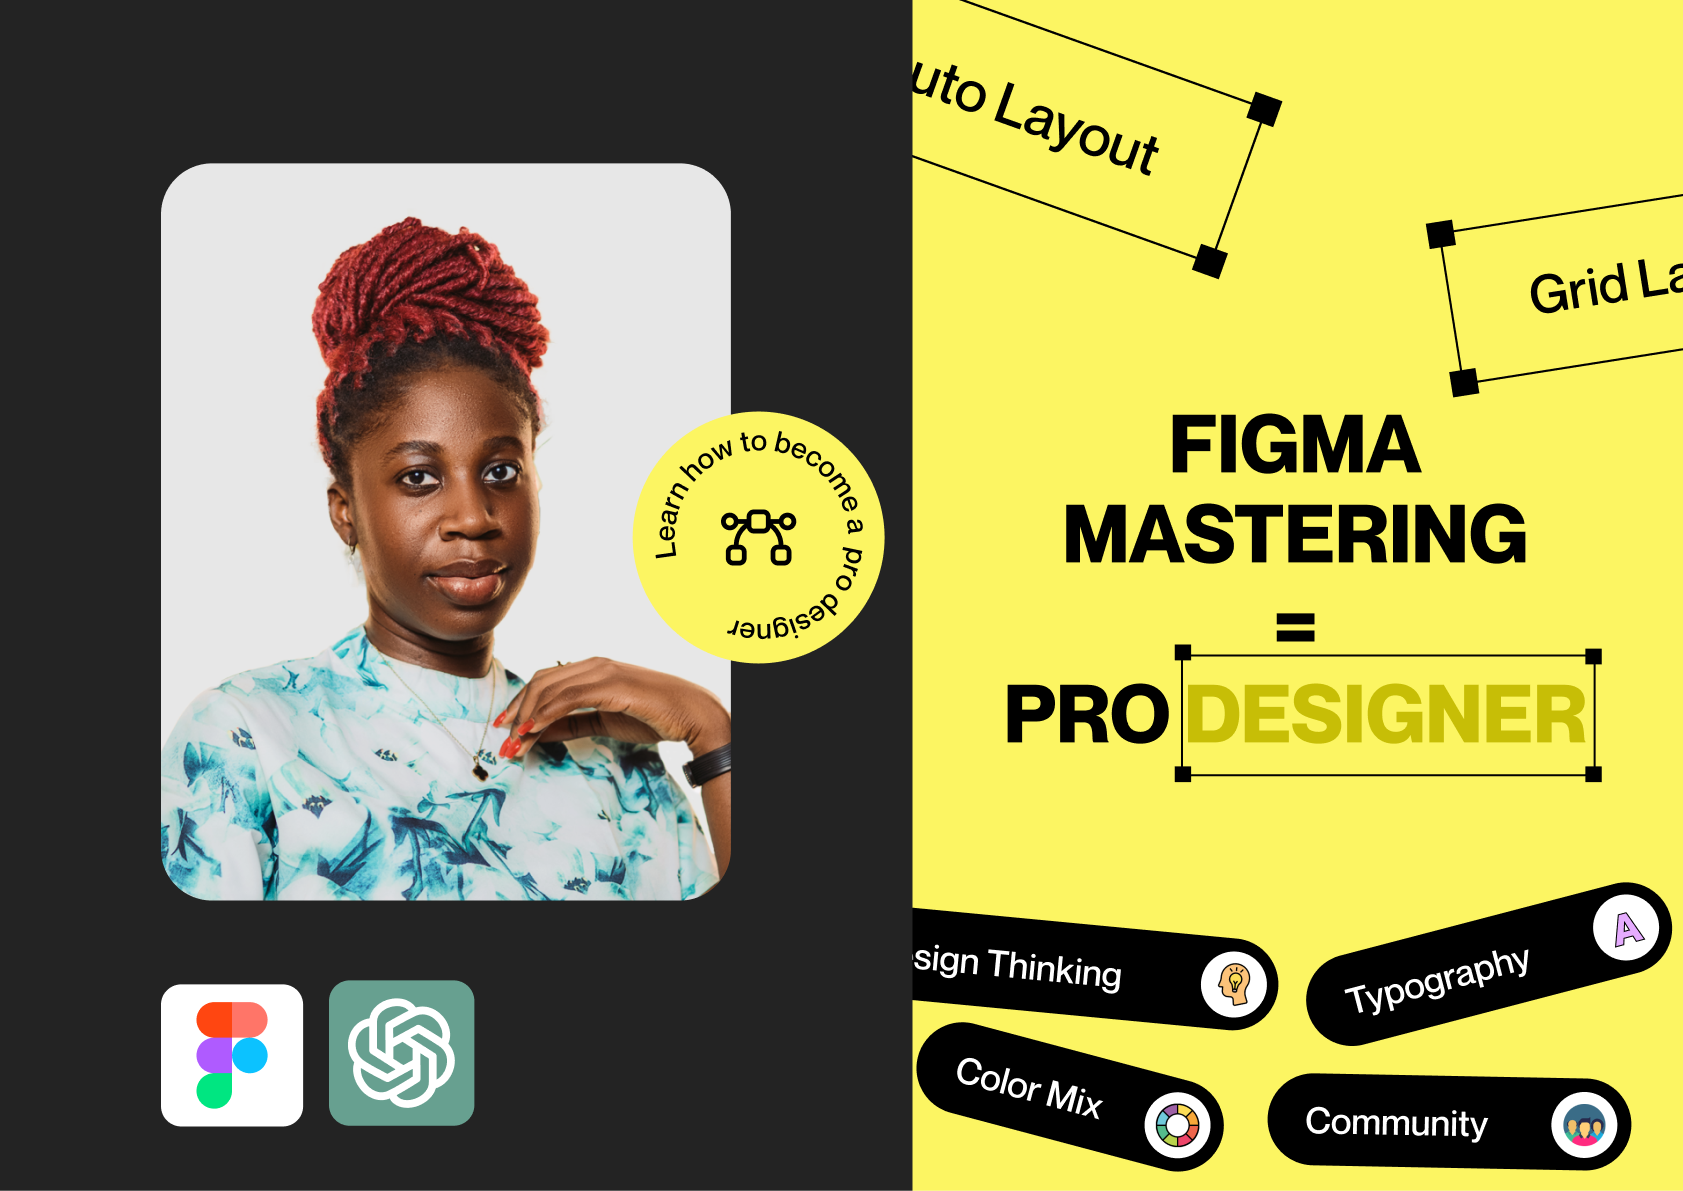 Learn how to become a pro designer
uto Layout
Grid La
FIGMA
MASTERING
=
PRO DESIGNER
sign Thinking
Typography
A
Color Mix
Community